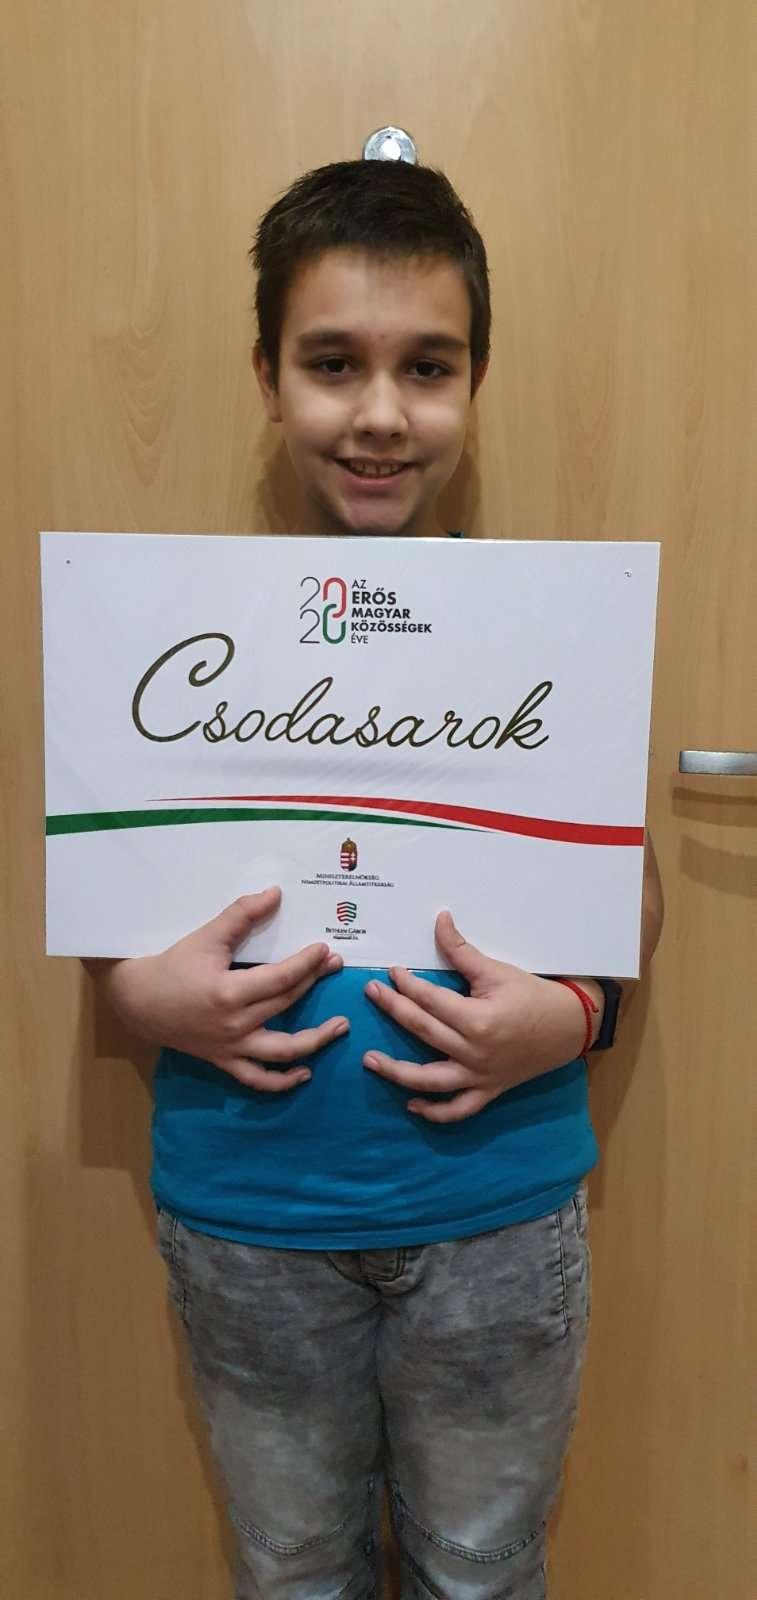 2020
AZ
ERŐS
MAGYAR
KÖZÖSSÉGEK
ÉVE
Csodasarok
MINISZTERELNÖKSÉG
NEMZETPOLITIKAI ÁLLAMTITKÁRSÁG
BETHLEN GÁBOR